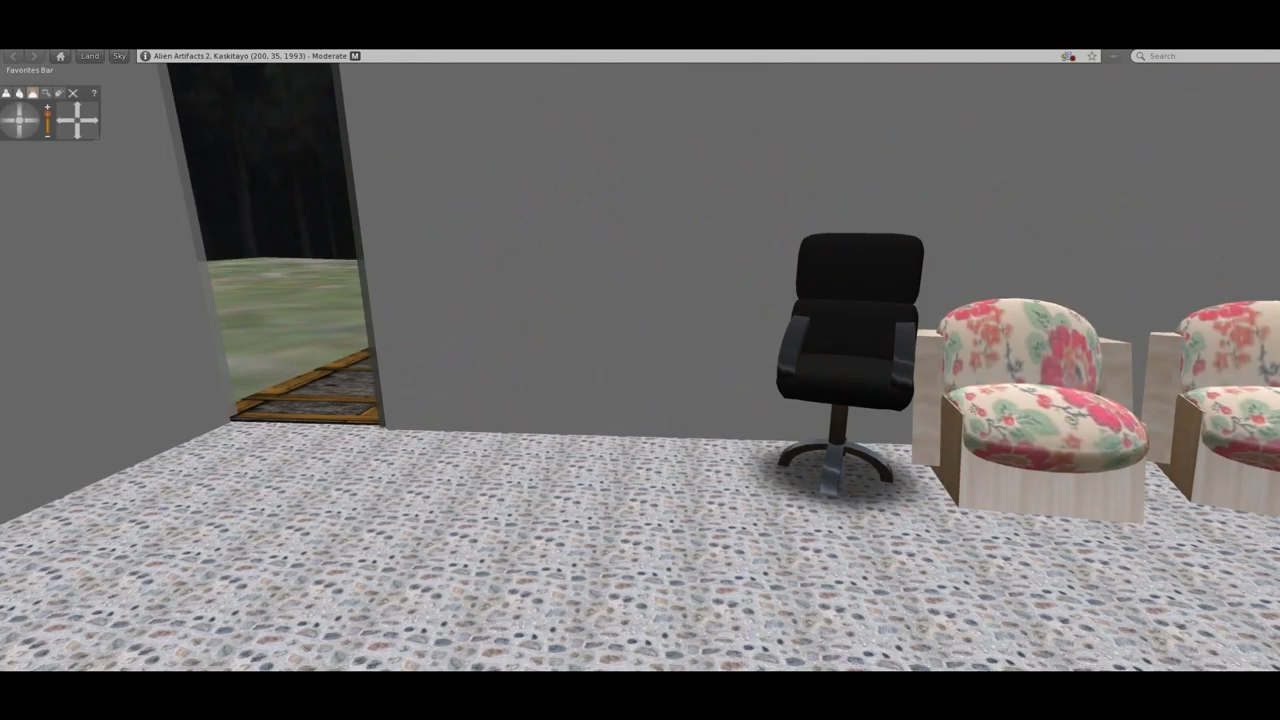 Land Sky Alien Artifacts 2, Kaskitayo (200, 35, 1993) - Moderate M Search
Favorites Bar
?